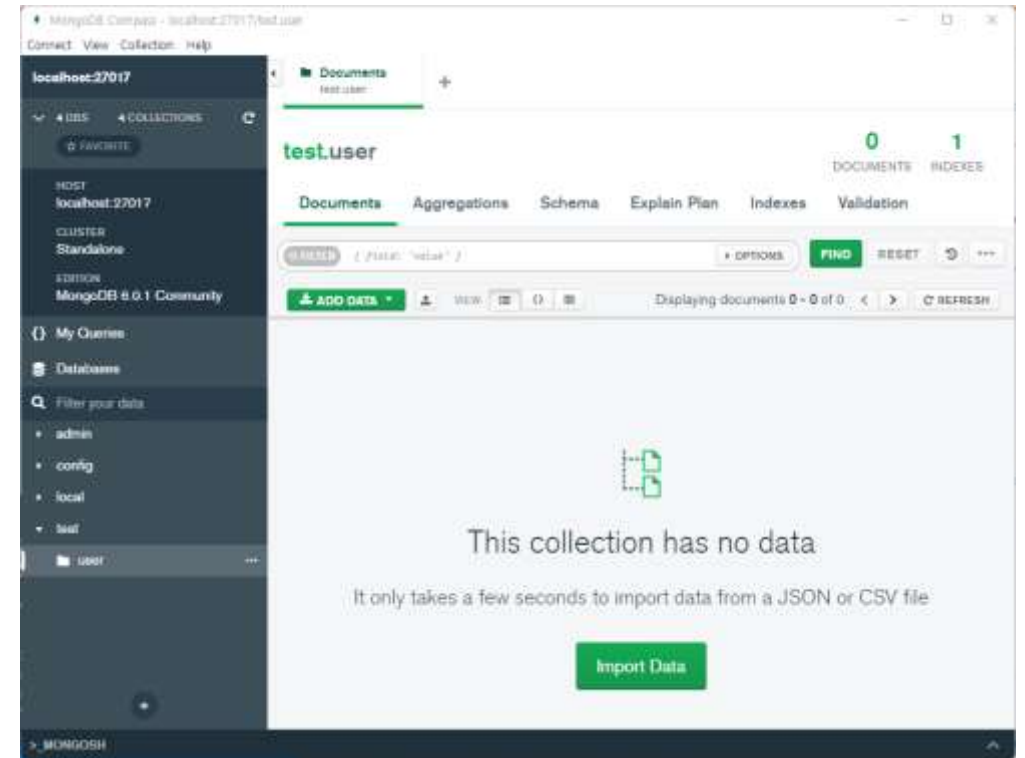 MongoDB Compass - localhost:27017/test.user
Connect View Collection Help
localhost:27017
Documents
test.user
+
4 DBS 4 COLLECTIONS
FAVORITE
test.user
0
DOCUMENTS
1
INDEXES
HOST
localhost:27017
Documents Aggregations Schema Explain Plan Indexes Validation
CLUSTER
Standalone
FILTER { field: 'value' }
OPTIONS
FIND
RESET
EDITION
MongoDB 6.0.1 Community
ADD DATA
VIEW
{}
Displaying documents 0 - 0 of 0
< >
REFRESH
{} My Queries
Databases
Filter your data
admin
config
local
test
user
This collection has no data
It only takes a few seconds to import data from a JSON or CSV file
Import Data
>_MONGOSH